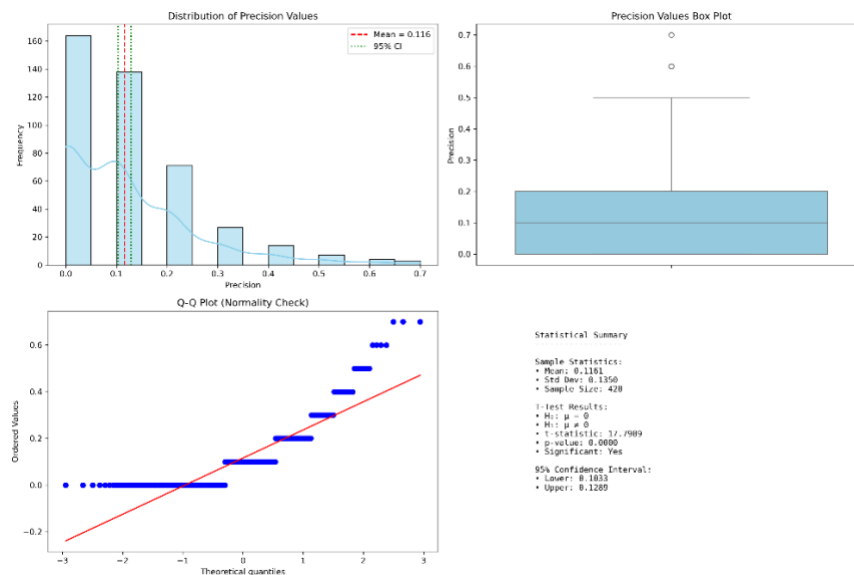 Distribution of Precision Values
Mean = 0.116
95% CI
Frequency
160
140
120
100
80
60
40
20
0
0.0 0.1 0.2 0.3 0.4 0.5 0.6 0.7
Precision
Precision Values Box Plot
Precision
0.7
0.6
0.5
0.4
0.3
0.2
0.1
0.0
Q-Q Plot (Normality Check)
Ordered Values
0.6
0.4
0.2
0.0
−0.2
−3 −2 −1 0 1 2 3
Theoretical quantiles
Statistical Summary
Sample Statistics:
• Mean: 0.1161
• Std Dev: 0.1350
• Sample Size: 428
T-Test Results:
• H₀: μ = 0
• H₁: μ ≠ 0
• t-statistic: 17.7909
• p-value: 0.0000
• Significant: Yes
95% Confidence Interval:
• Lower: 0.1033
• Upper: 0.1289